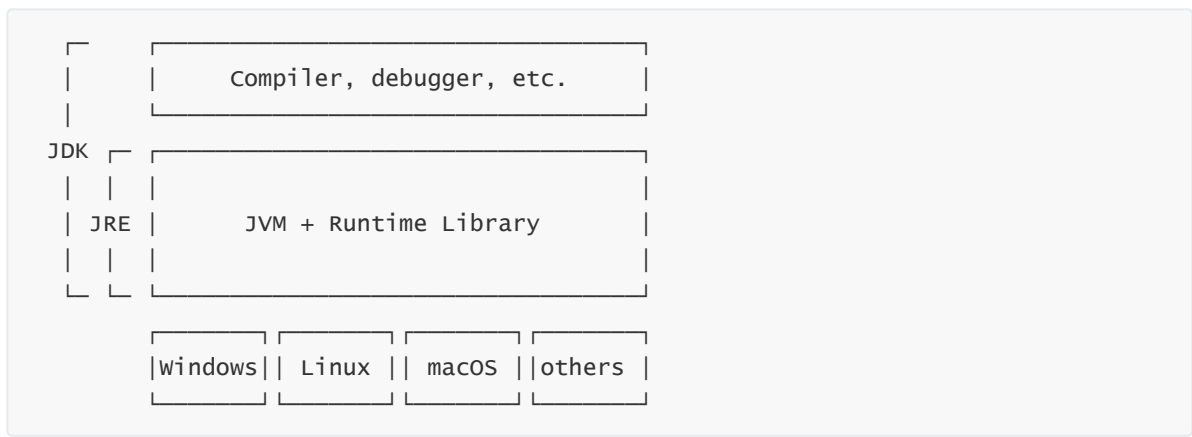 Compiler, debugger, etc.
JDK
JRE JVM + Runtime Library
Windows Linux macOS others